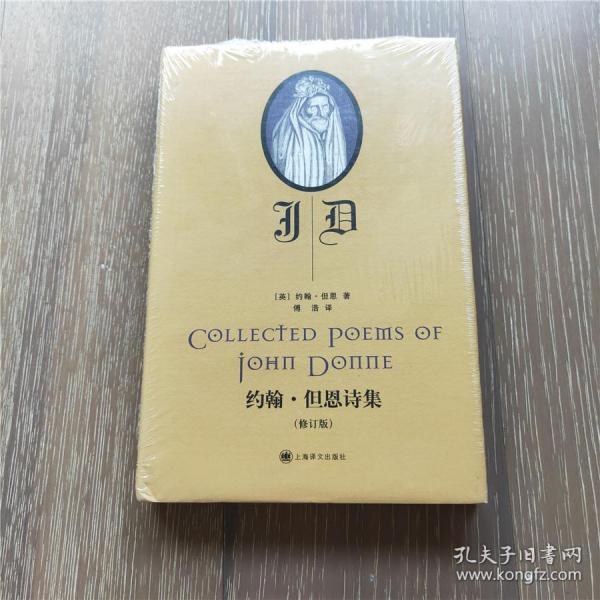 J D
[英] 约翰·但恩 著
傅 浩 译
COLLECTED POEMS OF
JOHN DONNE
约翰·但恩诗集
(修订版)
上海译文出版社
孔夫子旧書网
www.kongfz.com